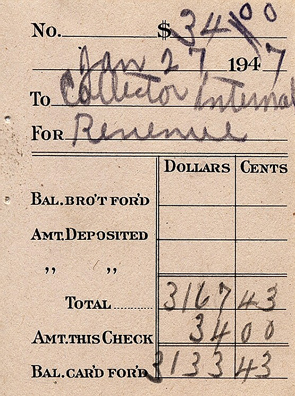 No. $34.00
Jan 27 1947
To Collector Internal
For Revenue
Dollars Cents
Bal. bro't for'd
Amt. Deposited
„ „
Total 3167 43
Amt. this Check 34 00
Bal. car'd for'd 3133 43